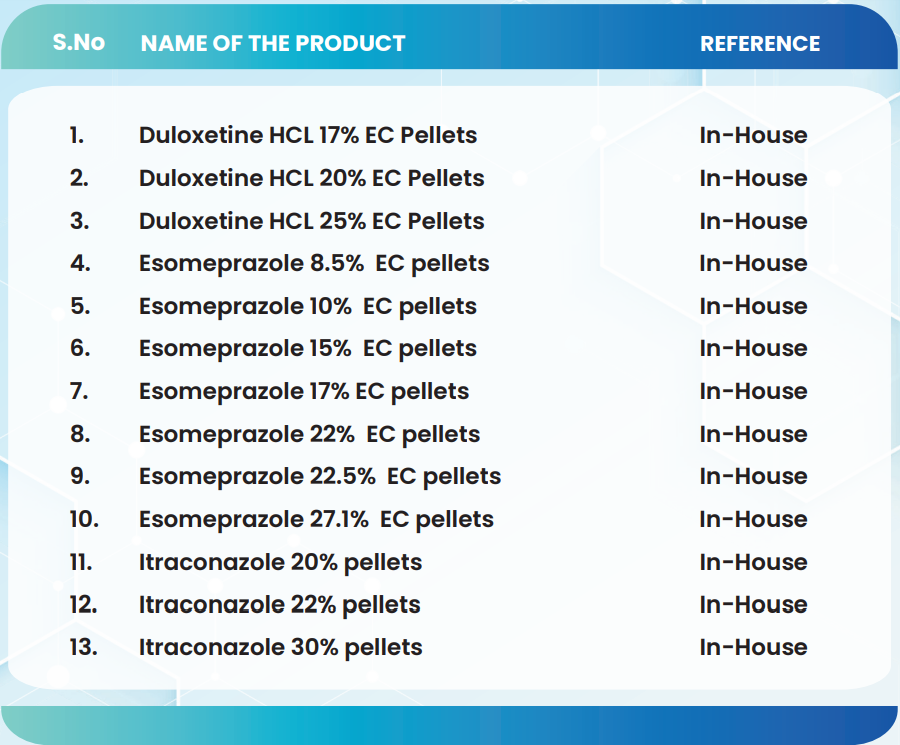 S.No NAME OF THE PRODUCT REFERENCE
1. Duloxetine HCL 17% EC Pellets In-House
2. Duloxetine HCL 20% EC Pellets In-House
3. Duloxetine HCL 25% EC Pellets In-House
4. Esomeprazole 8.5% EC pellets In-House
5. Esomeprazole 10% EC pellets In-House
6. Esomeprazole 15% EC pellets In-House
7. Esomeprazole 17% EC pellets In-House
8. Esomeprazole 22% EC pellets In-House
9. Esomeprazole 22.5% EC pellets In-House
10. Esomeprazole 27.1% EC pellets In-House
11. Itraconazole 20% pellets In-House
12. Itraconazole 22% pellets In-House
13. Itraconazole 30% pellets In-House